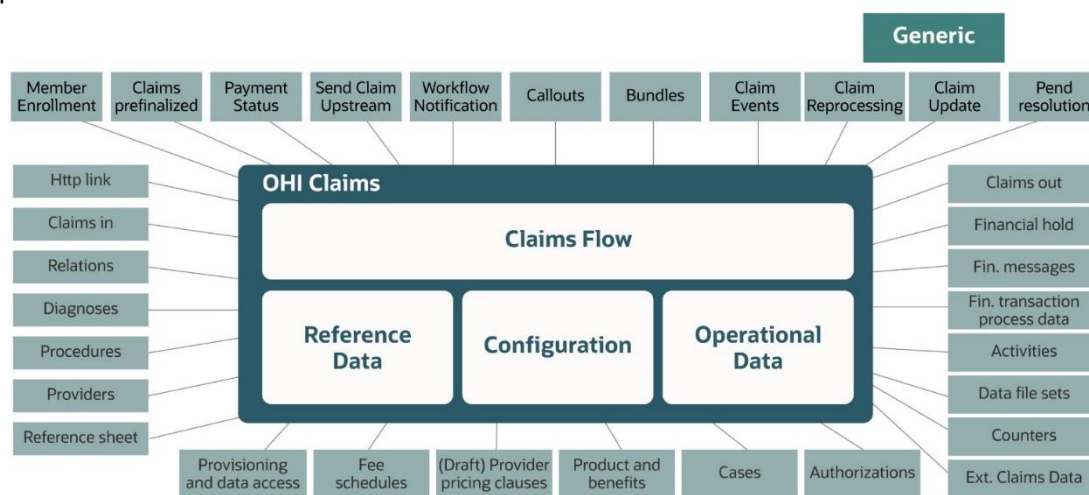 Generic
Member
Enrollment
Claims
prefinalized
Payment
Status
Send Claim
Upstream
Workflow
Notification
Callouts
Bundles
Claim
Events
Claim
Reprocessing
Claim
Update
Pend
resolution
Http link
Claims in
Relations
Diagnoses
Procedures
Providers
Reference sheet
OHI Claims
Claims Flow
Reference
Data
Configuration
Operational
Data
Claims out
Financial hold
Fin. messages
Fin. transaction
process data
Activities
Data file sets
Counters
Ext. Claims Data
Provisioning
and data access
Fee
schedules
(Draft) Provider
pricing clauses
Product and
benefits
Cases
Authorizations